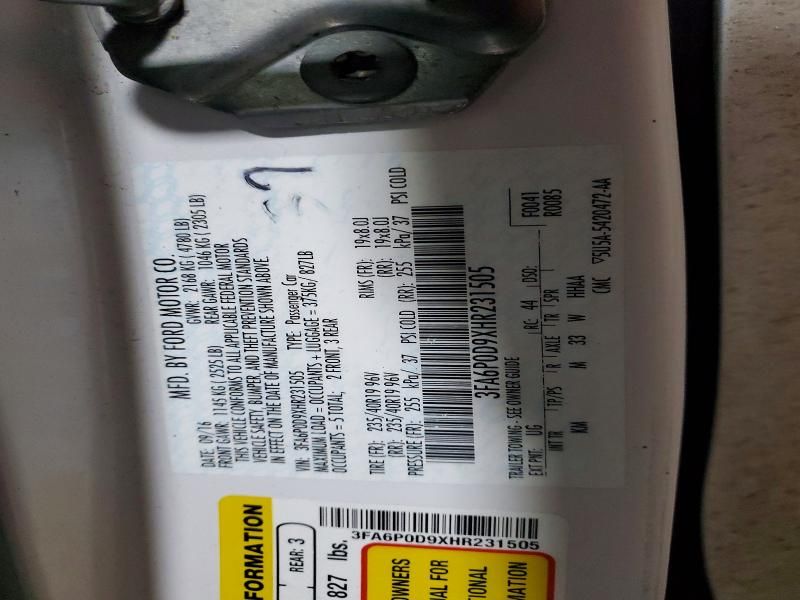 MFD. BY FORD MOTOR CO.
DATE: 09/16 GVWR: 2168 KG ( 4780 LB)
FRONT GAWR: 1145 KG ( 2525 LB) REAR GAWR: 1046 KG ( 2305 LB)
THIS VEHICLE CONFORMS TO ALL APPLICABLE FEDERAL MOTOR
VEHICLE SAFETY, BUMPER, AND THEFT PREVENTION STANDARDS
IN EFFECT ON THE DATE OF MANUFACTURE SHOWN ABOVE
VIN: 3FA6P0D9XHR231505 TYPE: Passenger Car
MAXIMUM LOAD = OCCUPANTS + LUGGAGE = 375KG/ 827LB
OCCUPANTS = 5 TOTAL; 2 FRONT, 3 REAR
TIRE (FR): 235/40R19 96V RIMS (FR): 19x8.0J
(RR): 235/40R19 96V (RR): 19x8.0J
PRESSURE (FR): 255 kPa/ 37 PSI COLD (RR): 255 kPa/ 37 PSI COLD
3FA6P0D9XHR231505
TRAILER TOWING - SEE OWNER GUIDE F0041
EXT PNT: UG RC: 44 DSO: R0085
INT TR TP/PS R AXLE TR SPR
KM M 33 W HHAA
CMC ▽5U5A-5420472-AA
FORMATION
REAR: 3
827 lbs.
3FA6P0D9XHR231505
OWNERS
AL FOR
TIONAL
MATION